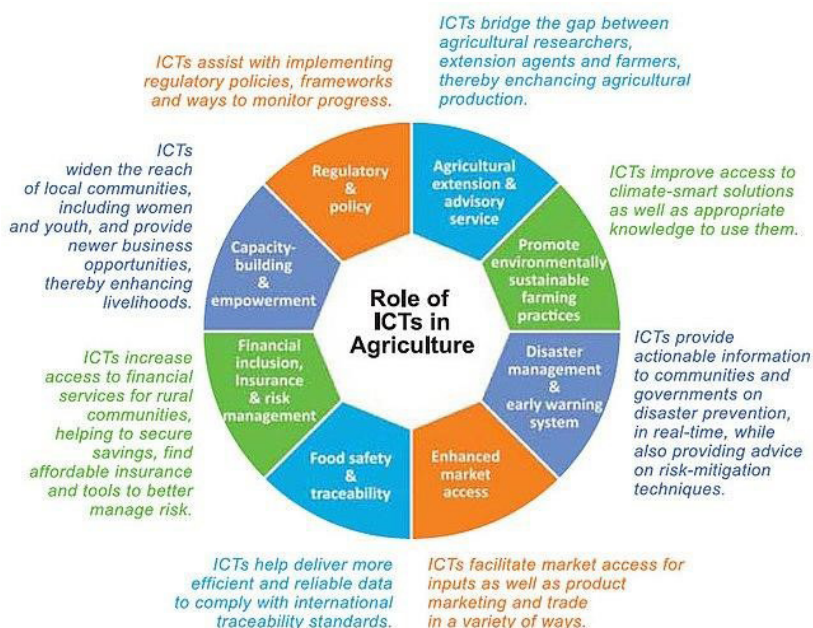 ICTs bridge the gap between
agricultural researchers,
extension agents and farmers,
thereby enchancing agricultural
production.
ICTs assist with implementing
regulatory policies, frameworks
and ways to monitor progress.
ICTs
widen the reach
of local communities,
including women
and youth, and provide
newer business
opportunities,
thereby enhancing
livelihoods.
ICTs improve access to
climate-smart solutions
as well as appropriate
knowledge to use them.
Regulatory
&
policy
Agricultural
extension &
advisory
service
Capacity-
building
&
empowerment
Promote
environmentally
sustainable
farming
practices
Role of
ICTs in
Agriculture
Financial
inclusion,
Insurance
& risk
management
Disaster
management
&
early warning
system
Food safety
&
traceability
Enhanced
market
access
ICTs increase
access to financial
services for rural
communities,
helping to secure
savings, find
affordable insurance
and tools to better
manage risk.
ICTs provide
actionable information
to communities and
governments on
disaster prevention,
in real-time, while
also providing advice
on risk-mitigation
techniques.
ICTs help deliver more
efficient and reliable data
to comply with international
traceability standards.
ICTs facilitate market access for
inputs as well as product
marketing and trade
in a variety of ways.